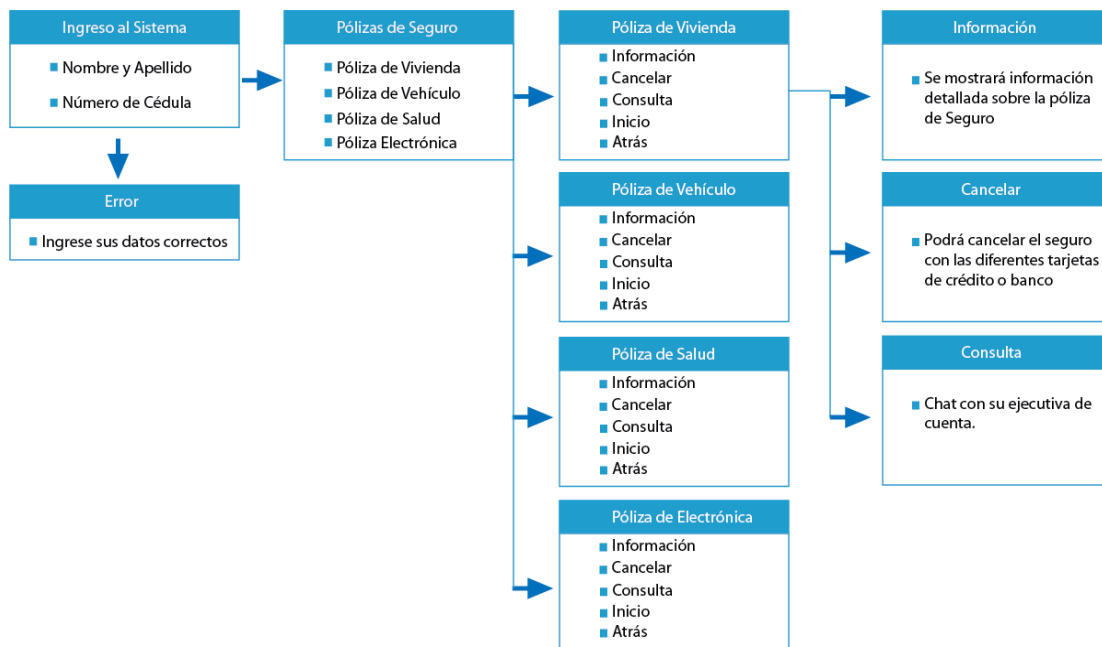 Ingreso al Sistema
Nombre y Apellido
Número de Cédula
Error
Ingrese sus datos correctos
Pólizas de Seguro
Póliza de Vivienda
Póliza de Vehículo
Póliza de Salud
Póliza Electrónica
Póliza de Vivienda
Información
Cancelar
Consulta
Inicio
Atrás
Póliza de Vehículo
Información
Cancelar
Consulta
Inicio
Atrás
Póliza de Salud
Información
Cancelar
Consulta
Inicio
Atrás
Póliza de Electrónica
Información
Cancelar
Consulta
Inicio
Atrás
Información
Se mostrará información
detallada sobre la póliza
de Seguro
Cancelar
Podrá cancelar el seguro
con las diferentes tarjetas
de crédito o banco
Consulta
Chat con su ejecutiva de
cuenta.